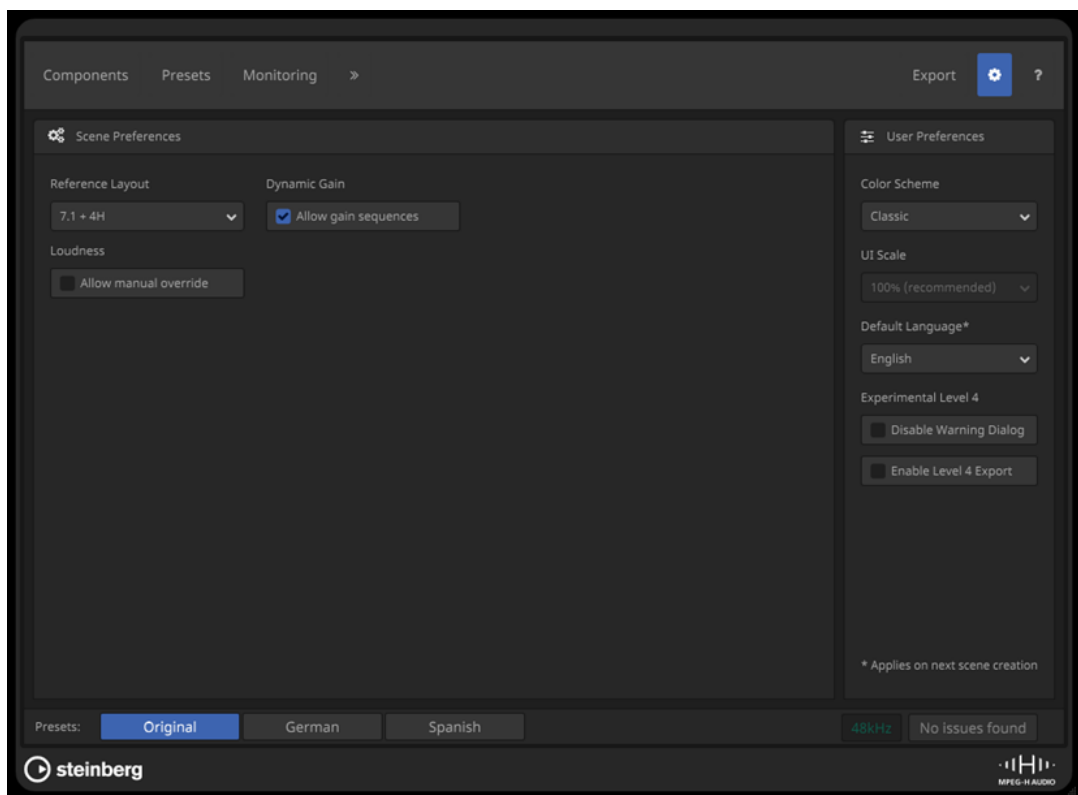 Components Presets Monitoring » Export ?
Scene Preferences
Reference Layout Dynamic Gain
7.1 + 4H Allow gain sequences
Loudness
Allow manual override
User Preferences
Color Scheme
Classic
UI Scale
100% (recommended)
Default Language*
English
Experimental Level 4
Disable Warning Dialog
Enable Level 4 Export
* Applies on next scene creation
Presets: Original German Spanish 48kHz No issues found
steinberg
MPEG-H AUDIO